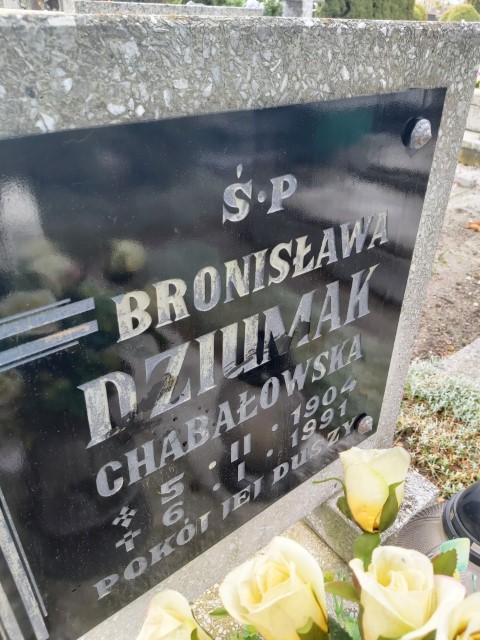 Ś·P
BRONISŁAWA
DZIUMAK
CHABAŁOWSKA
5 · II · 1904
6 · I · 1991
POKÓJ JEJ DUSZY